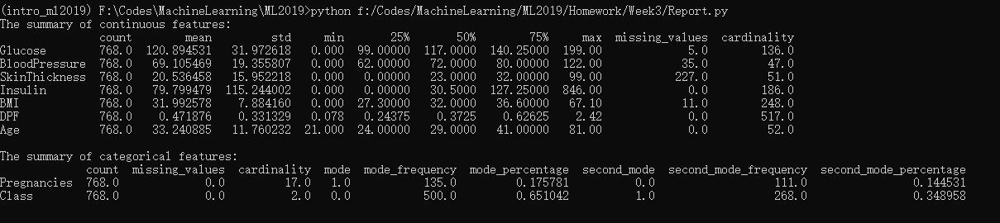 (intro_ml2019) F:\Codes\MachineLearning\ML2019>python f:/Codes/MachineLearning/ML2019/Homework/Week3/Report.py
The summary of continuous features:
count mean std min 25% 50% 75% max missing_values cardinality
Glucose 768.0 120.894531 31.972618 0.000 99.00000 117.0000 140.25000 199.00 5.0 136.0
BloodPressure 768.0 69.105469 19.355807 0.000 62.00000 72.0000 80.00000 122.00 35.0 47.0
SkinThickness 768.0 20.536458 15.952218 0.000 0.00000 23.0000 32.00000 99.00 227.0 51.0
Insulin 768.0 79.799479 115.244002 0.000 0.00000 30.5000 127.25000 846.00 0.0 186.0
BMI 768.0 31.992578 7.884160 0.000 27.30000 32.0000 36.60000 67.10 11.0 248.0
DPF 768.0 0.471876 0.331329 0.078 0.24375 0.3725 0.62625 2.42 0.0 517.0
Age 768.0 33.240885 11.760232 21.000 24.00000 29.0000 41.00000 81.00 0.0 52.0
The summary of categorical features:
count missing_values cardinality mode mode_frequency mode_percentage second_mode second_mode_frequency second_mode_percentage
Pregnancies 768.0 0.0 17.0 1.0 135.0 0.175781 0.0 111.0 0.144531
Class 768.0 0.0 2.0 0.0 500.0 0.651042 1.0 268.0 0.348958